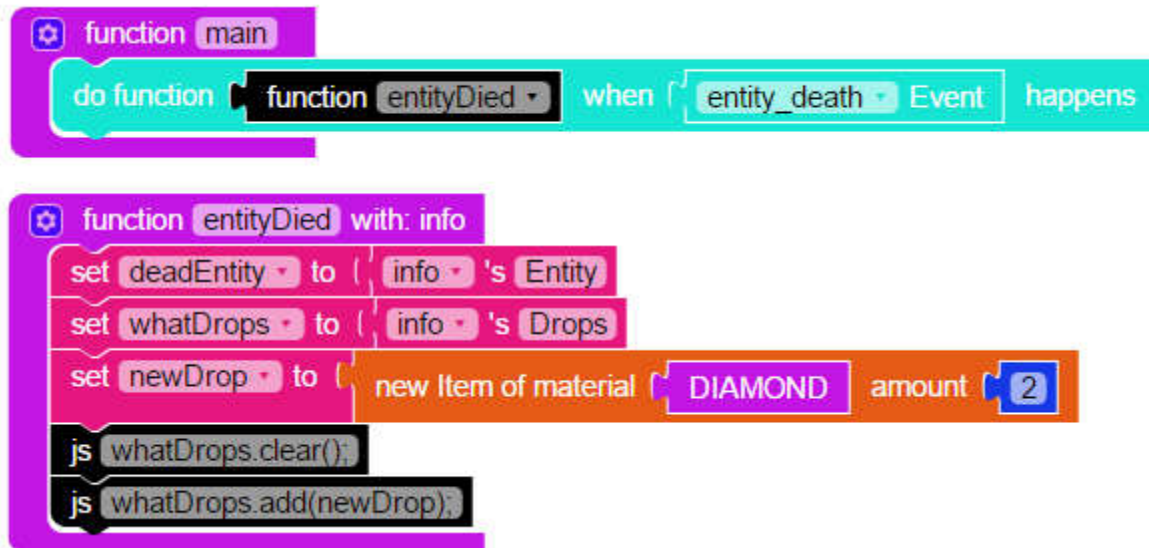 function main
do function function entityDied when entity_death Event happens
function entityDied with: info
set deadEntity to info 's Entity
set whatDrops to info 's Drops
set newDrop to new Item of material DIAMOND amount 2
js whatDrops.clear();
js whatDrops.add(newDrop);